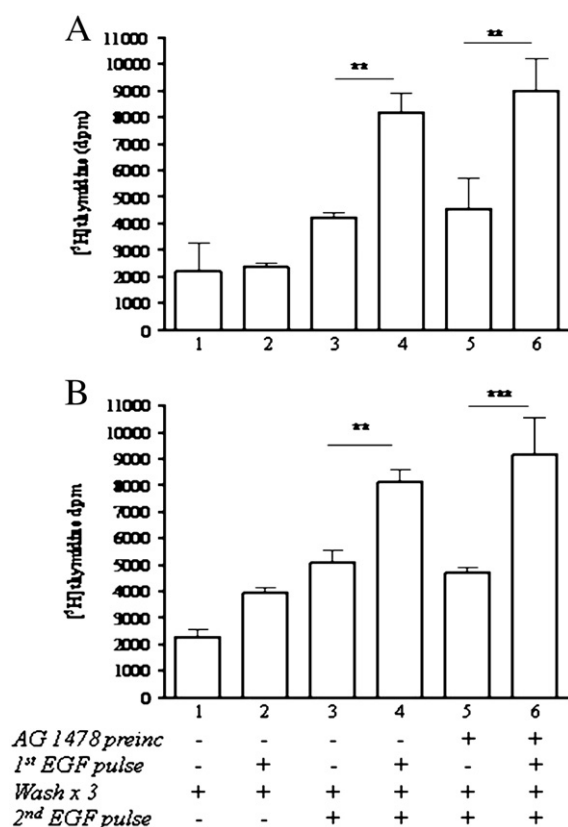 A
**
**
11000
10000
9000
8000
7000
6000
5000
4000
3000
2000
1000
0
[³H]thymidine (dpm)
1 2 3 4 5 6
B
**
***
11000
10000
9000
8000
7000
6000
5000
4000
3000
2000
1000
0
[³H]thymidine dpm
1 2 3 4 5 6
AG 1478 preinc - - - - + +
1st EGF pulse - + - + - +
Wash x 3 + + + + + +
2nd EGF pulse - - + + + +